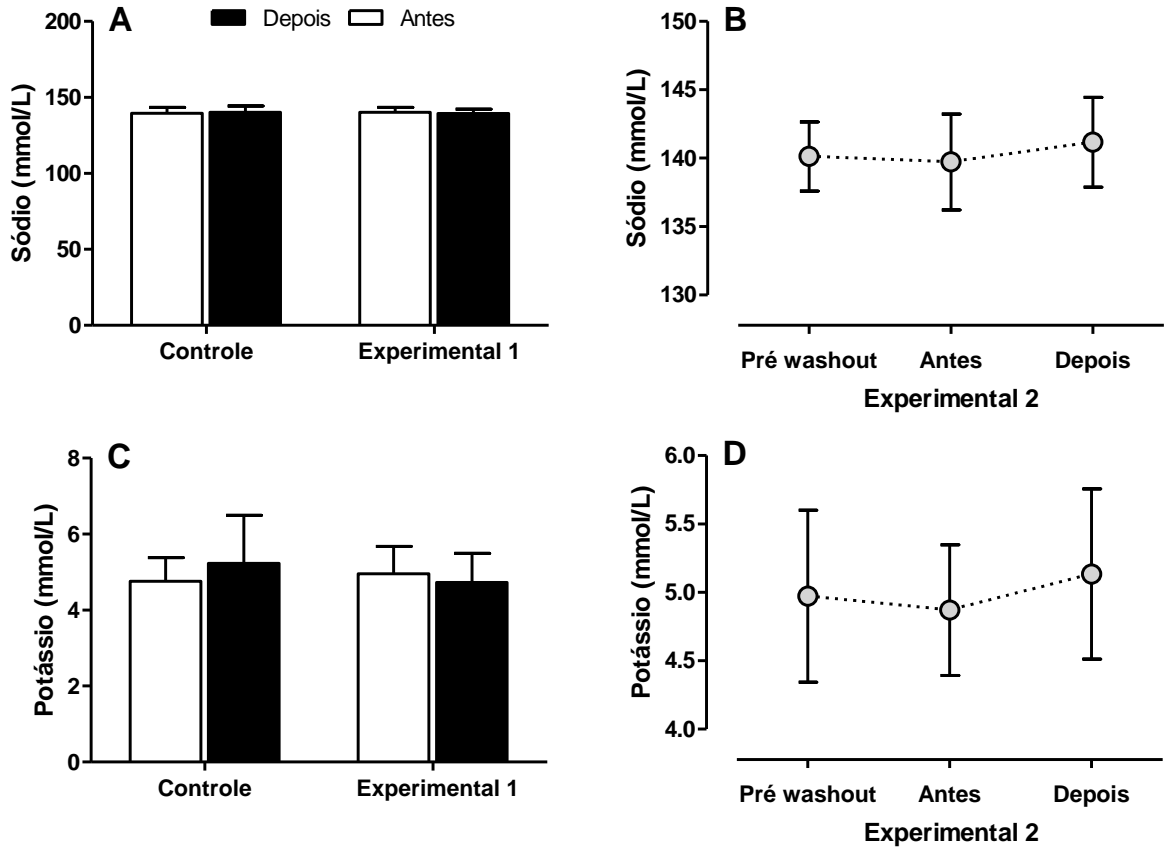 A
Depois Antes
200
150
100
50
0
Sódio (mmol/L)
Controle Experimental 1
B
150
145
140
135
130
Sódio (mmol/L)
Pré washout Antes Depois
Experimental 2
C
8
6
4
2
0
Potássio (mmol/L)
Controle Experimental 1
D
6.0
5.5
5.0
4.5
4.0
Potássio (mmol/L)
Pré washout Antes Depois
Experimental 2